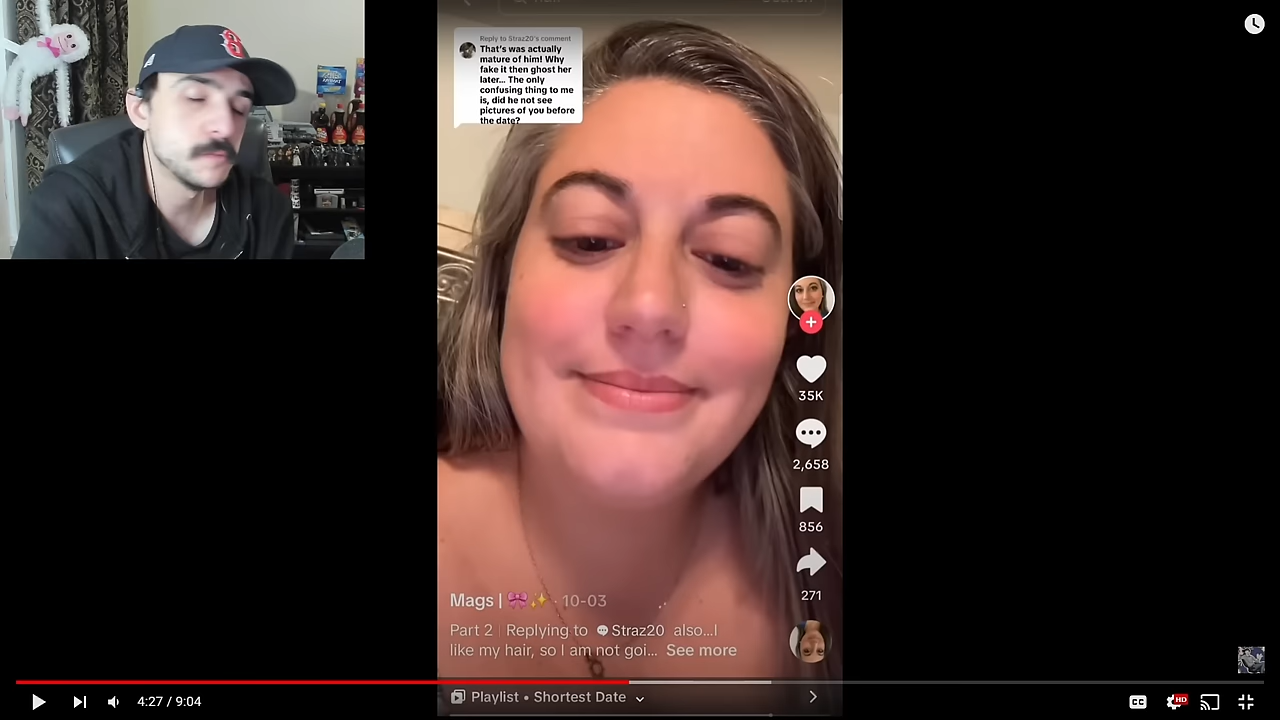 Reply to Straz20's comment
That's was actually
mature of him! Why
fake it then ghost her
later... The only
confusing thing to me
is, did he not see
pictures of you before
the date?
35K
2,658
856
271
Mags | 🎀✨ · 10-03
Part 2 | Replying to 💬Straz20 also...I
like my hair, so I am not goi... See more
Playlist • Shortest Date
4:27 / 9:04
CC
HD